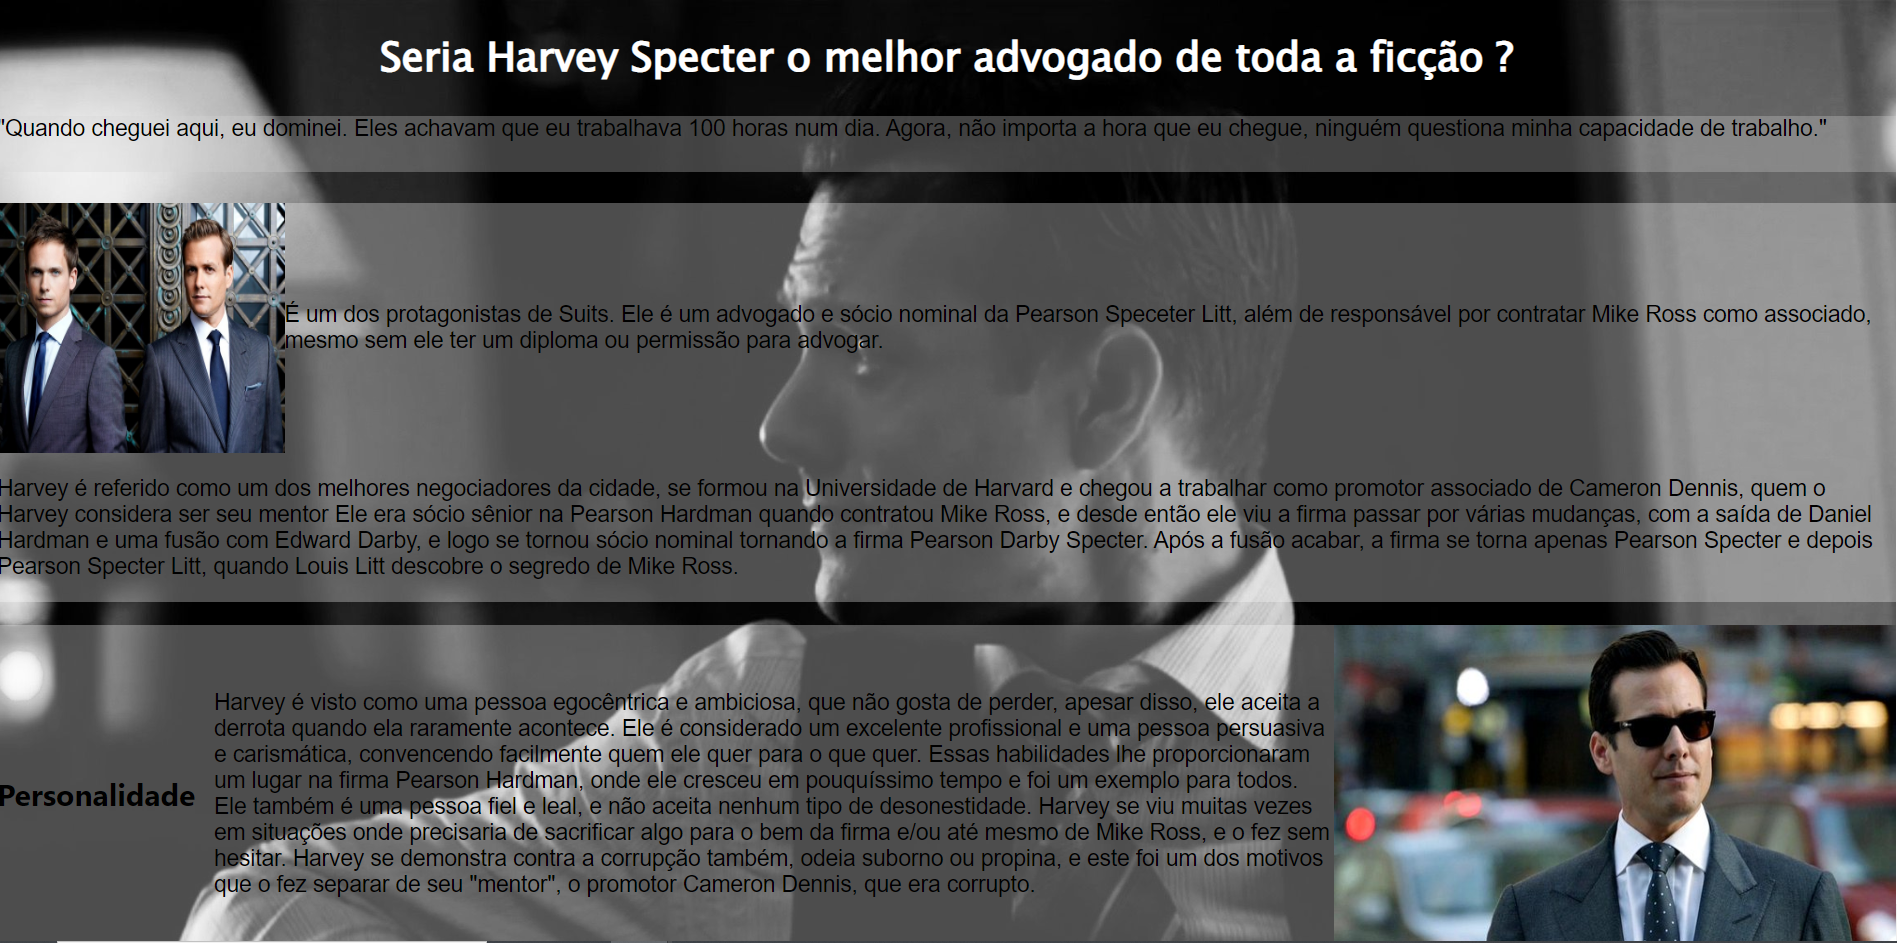 Seria Harvey Specter o melhor advogado de toda a ficção ?
"Quando cheguei aqui, eu dominei. Eles achavam que eu trabalhava 100 horas num dia. Agora, não importa a hora que eu chegue, ninguém questiona minha capacidade de trabalho."
É um dos protagonistas de Suits. Ele é um advogado e sócio nominal da Pearson Speceter Litt, além de responsável por contratar Mike Ross como associado,
mesmo sem ele ter um diploma ou permissão para advogar.
Harvey é referido como um dos melhores negociadores da cidade, se formou na Universidade de Harvard e chegou a trabalhar como promotor associado de Cameron Dennis, quem o
Harvey considera ser seu mentor Ele era sócio sênior na Pearson Hardman quando contratou Mike Ross, e desde então ele viu a firma passar por várias mudanças, com a saída de Daniel
Hardman e uma fusão com Edward Darby, e logo se tornou sócio nominal tornando a firma Pearson Darby Specter. Após a fusão acabar, a firma se torna apenas Pearson Specter e depois
Pearson Specter Litt, quando Louis Litt descobre o segredo de Mike Ross.
Personalidade
Harvey é visto como uma pessoa egocêntrica e ambiciosa, que não gosta de perder, apesar disso, ele aceita a
derrota quando ela raramente acontece. Ele é considerado um excelente profissional e uma pessoa persuasiva
e carismática, convencendo facilmente quem ele quer para o que quer. Essas habilidades lhe proporcionaram
um lugar na firma Pearson Hardman, onde ele cresceu em pouquíssimo tempo e foi um exemplo para todos.
Ele também é uma pessoa fiel e leal, e não aceita nenhum tipo de desonestidade. Harvey se viu muitas vezes
em situações onde precisaria de sacrificar algo para o bem da firma e/ou até mesmo de Mike Ross, e o fez sem
hesitar. Harvey se demonstra contra a corrupção também, odeia suborno ou propina, e este foi um dos motivos
que o fez separar de seu "mentor", o promotor Cameron Dennis, que era corrupto.